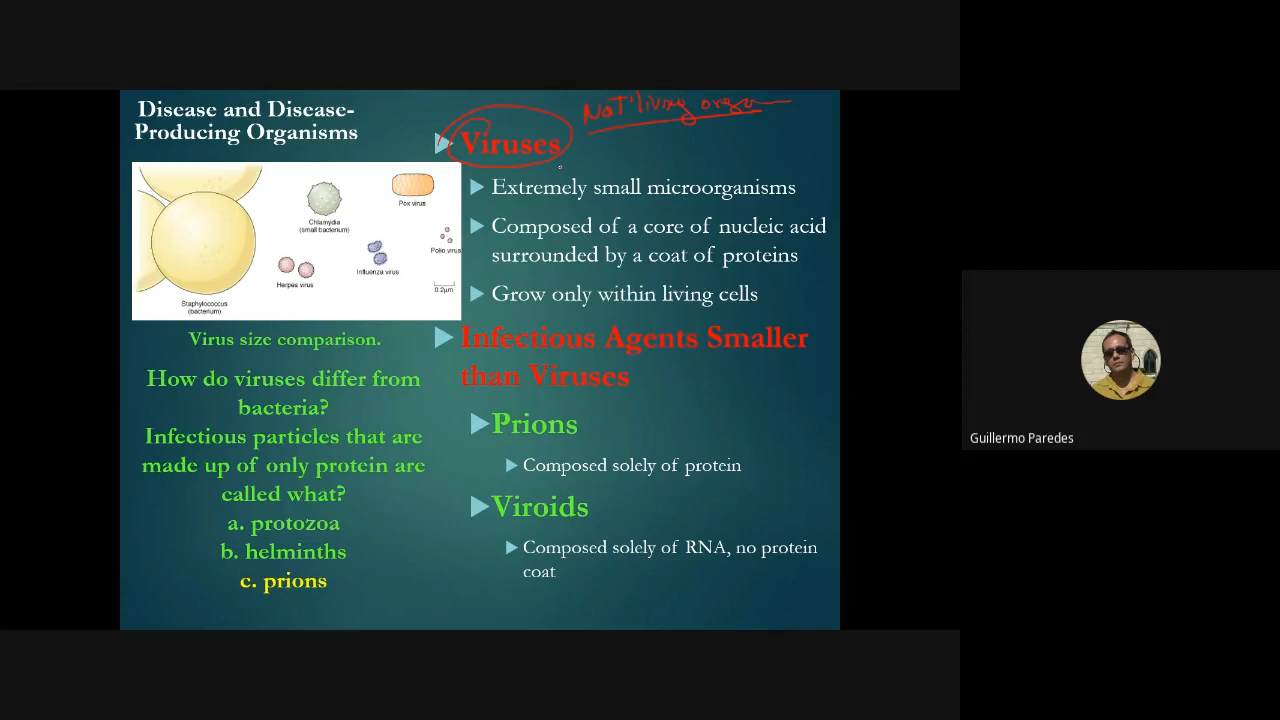 Disease and Disease-
Producing Organisms
Chlamydia
(small bacterium)
Pox virus
Polio virus
Influenza virus
Herpes virus
0.2μm
Staphylococcus
(bacterium)
Virus size comparison.
How do viruses differ from
bacteria?
Infectious particles that are
made up of only protein are
called what?
a. protozoa
b. helminths
c. prions
Not living
Viruses
Extremely small microorganisms
Composed of a core of nucleic acid
surrounded by a coat of proteins
Grow only within living cells
Infectious Agents Smaller
than Viruses
Prions
Composed solely of protein
Viroids
Composed solely of RNA, no protein
coat
Guillermo Paredes